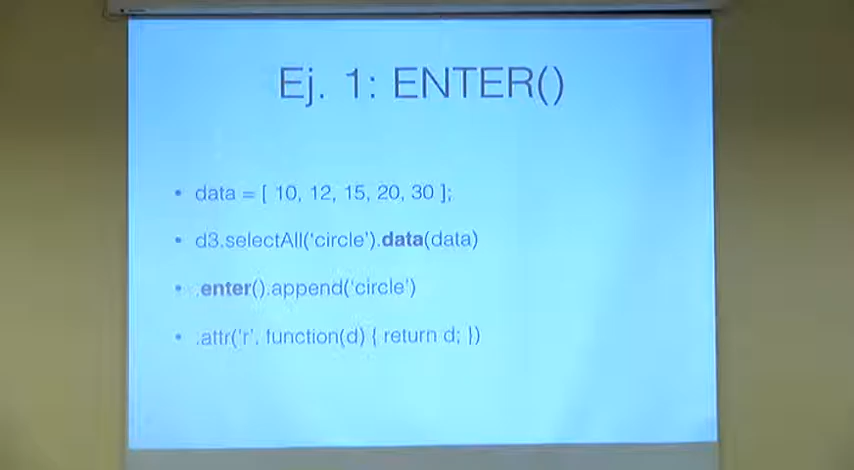 Ej. 1: ENTER()
• data = [ 10, 12, 15, 20, 30 ];
• d3.selectAll('circle').data(data)
• .enter().append('circle')
• .attr('r', function(d) { return d; })